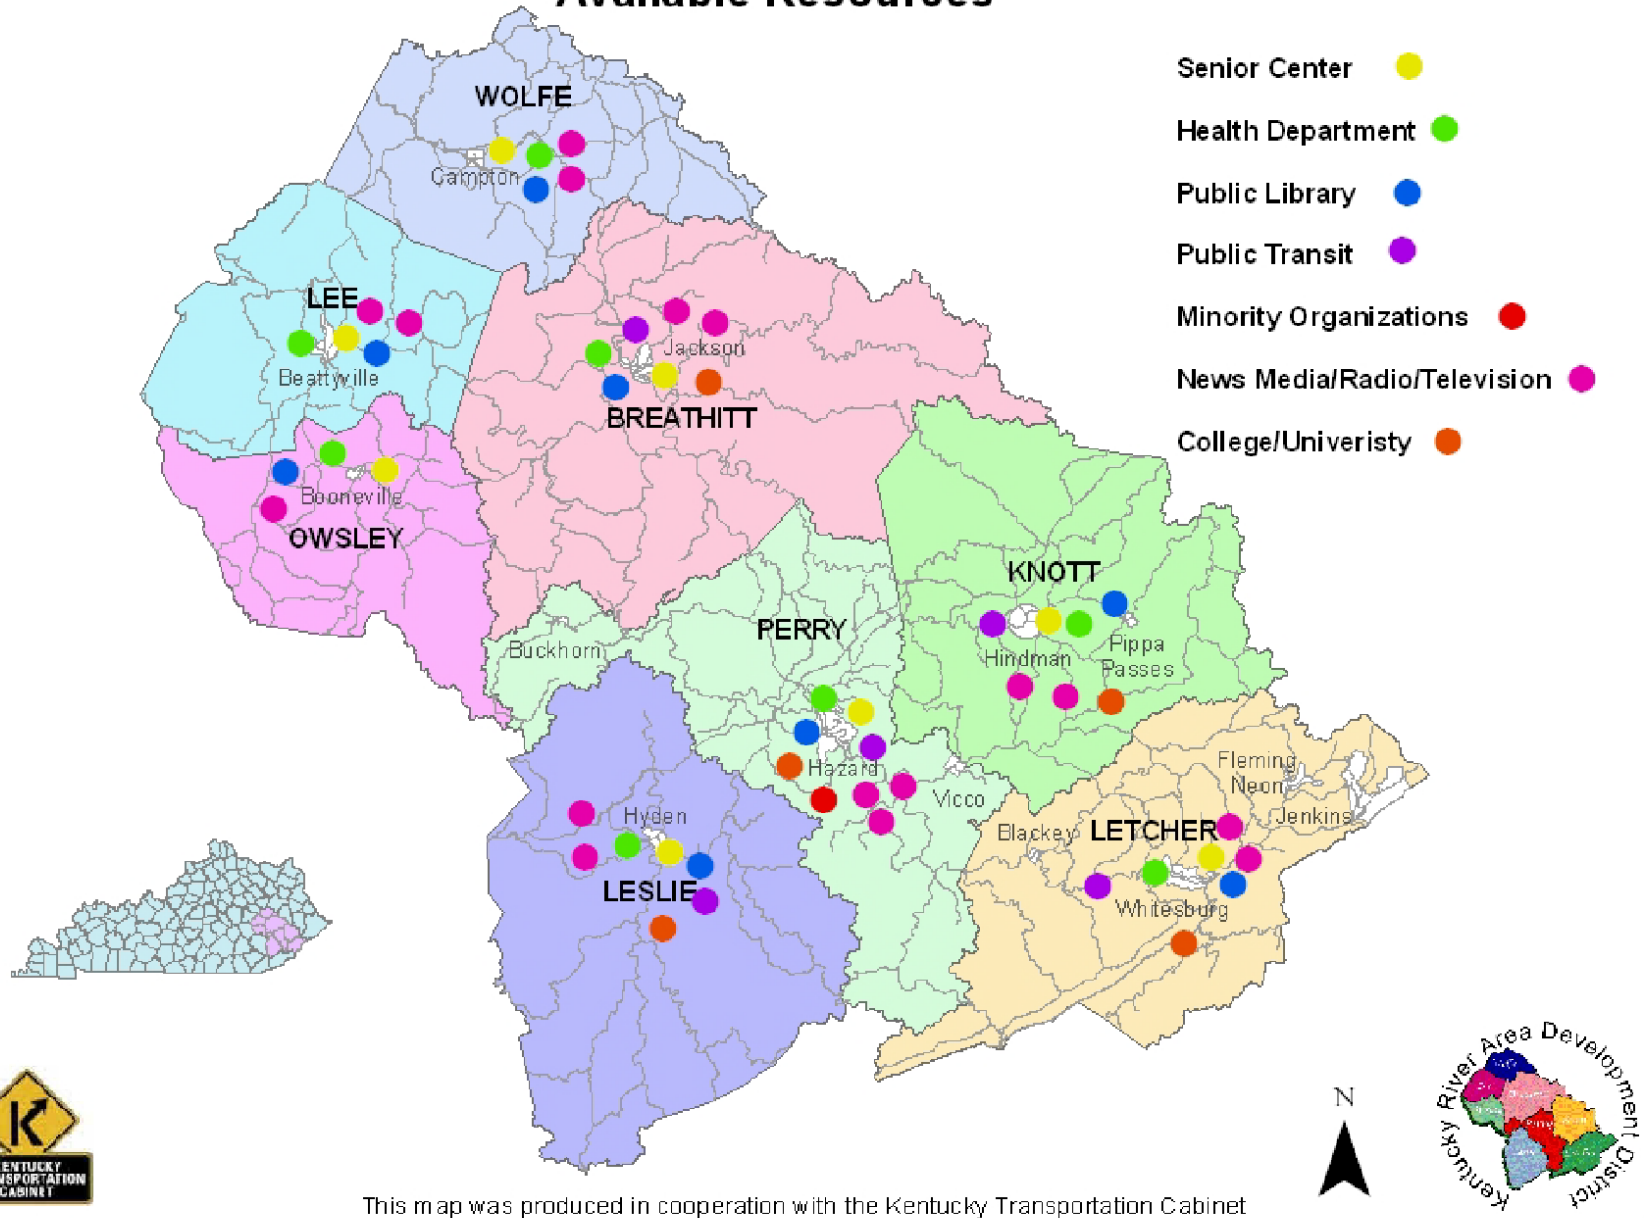 Available Resources
Senior Center
Health Department
Public Library
Public Transit
Minority Organizations
News Media/Radio/Television
College/Univeristy
WOLFE
Campton
LEE
Beattyville
Jackson
BREATHITT
Booneville
OWSLEY
KNOTT
Hindman
Pippa
Passes
PERRY
Buckhorn
Hazard
Vicco
Fleming
Neon
Jenkins
Blackey
LETCHER
Whitesburg
Hyden
LESLIE
N
Kentucky River Area Development District
KENTUCKY
TRANSPORTATION
CABINET
This map was produced in cooperation with the Kentucky Transportation Cabinet